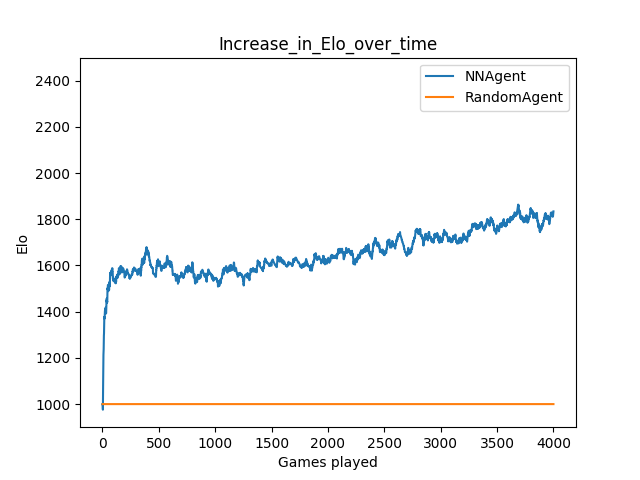 Increase_in_Elo_over_time
NNAgent
RandomAgent
2400
2200
2000
1800
1600
1400
1200
1000
Elo
0 500 1000 1500 2000 2500 3000 3500 4000
Games played